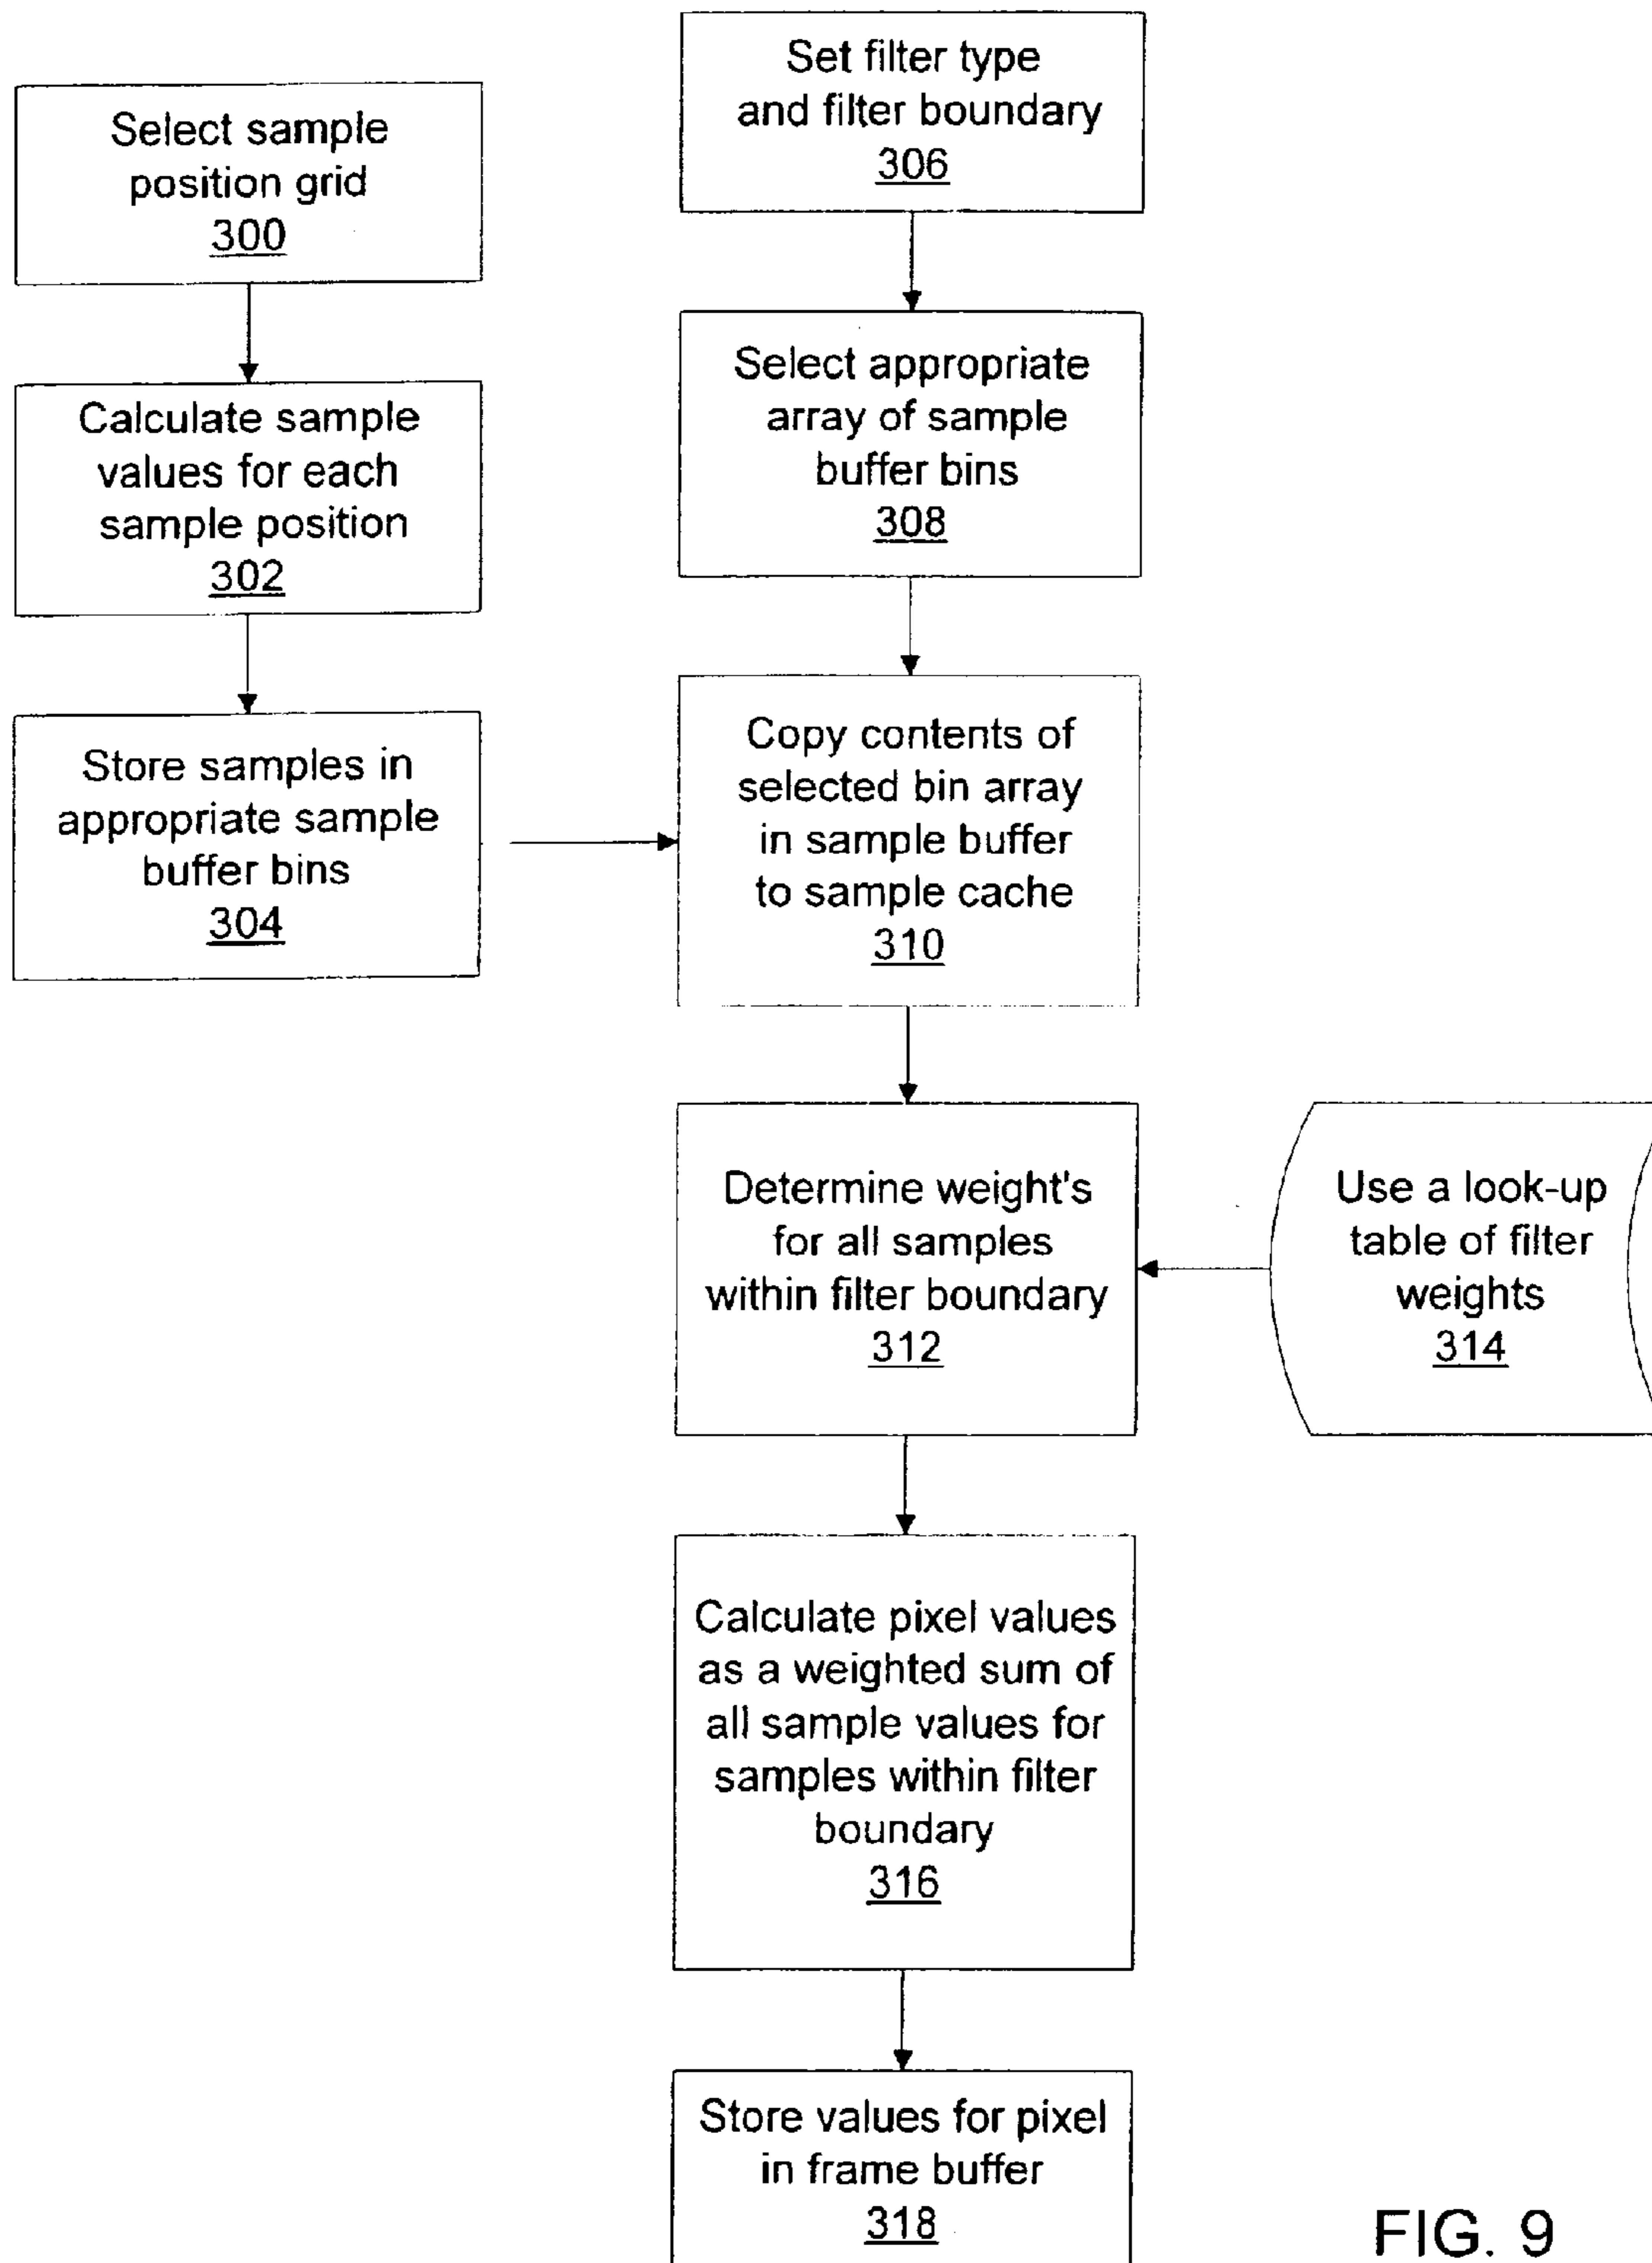 Select sample
position grid
300
Calculate sample
values for each
sample position
302
Store samples in
appropriate sample
buffer bins
304
Set filter type
and filter boundary
306
Select appropriate
array of sample
buffer bins
308
Copy contents of
selected bin array
in sample buffer
to sample cache
310
Determine weight's
for all samples
within filter boundary
312
Use a look-up
table of filter
weights
314
Calculate pixel values
as a weighted sum of
all sample values for
samples within filter
boundary
316
Store values for pixel
in frame buffer
318
FIG. 9